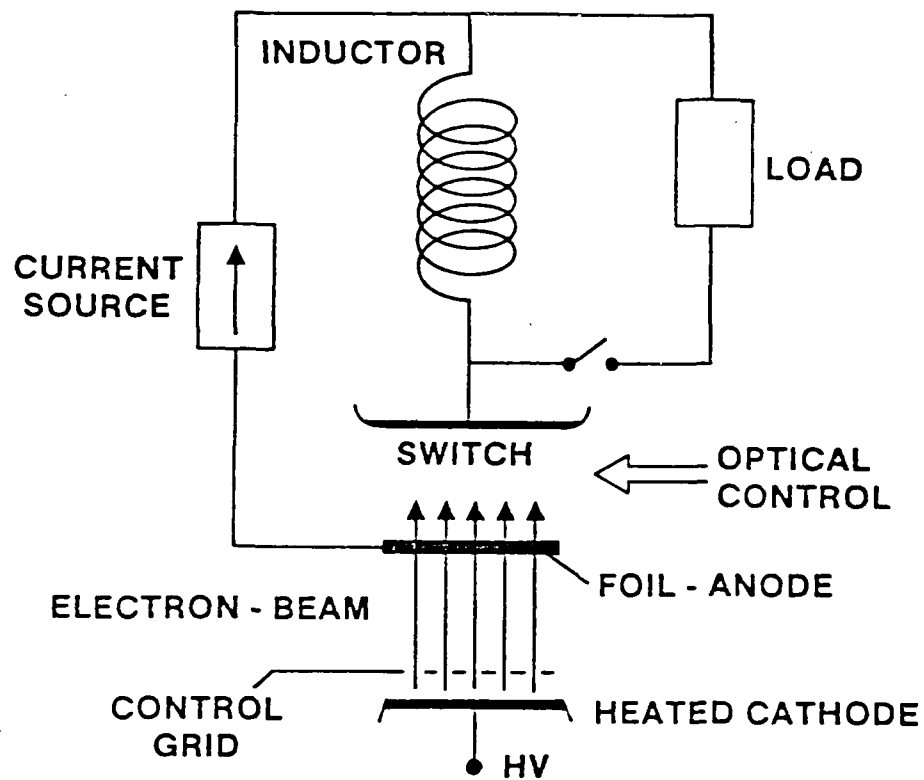 INDUCTOR
LOAD
CURRENT
SOURCE
SWITCH
OPTICAL
CONTROL
FOIL - ANODE
ELECTRON - BEAM
CONTROL
GRID
HEATED CATHODE
HV